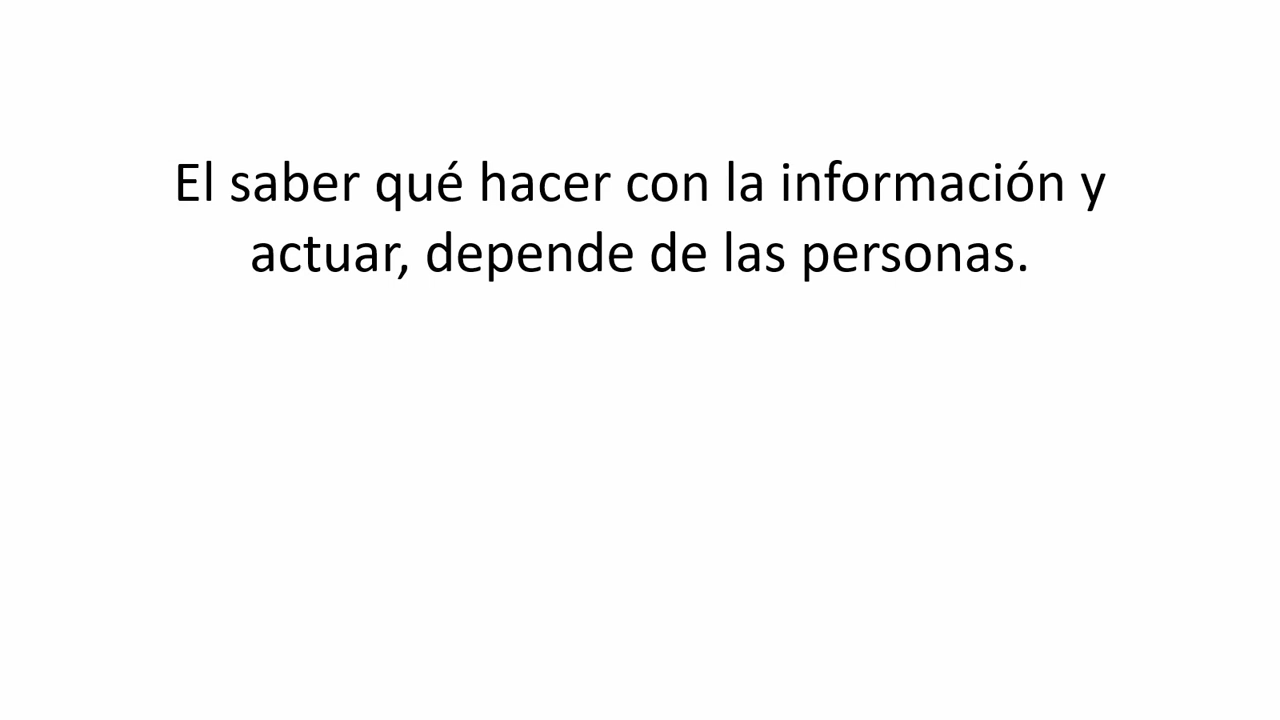 El saber qué hacer con la información y
actuar, depende de las personas.